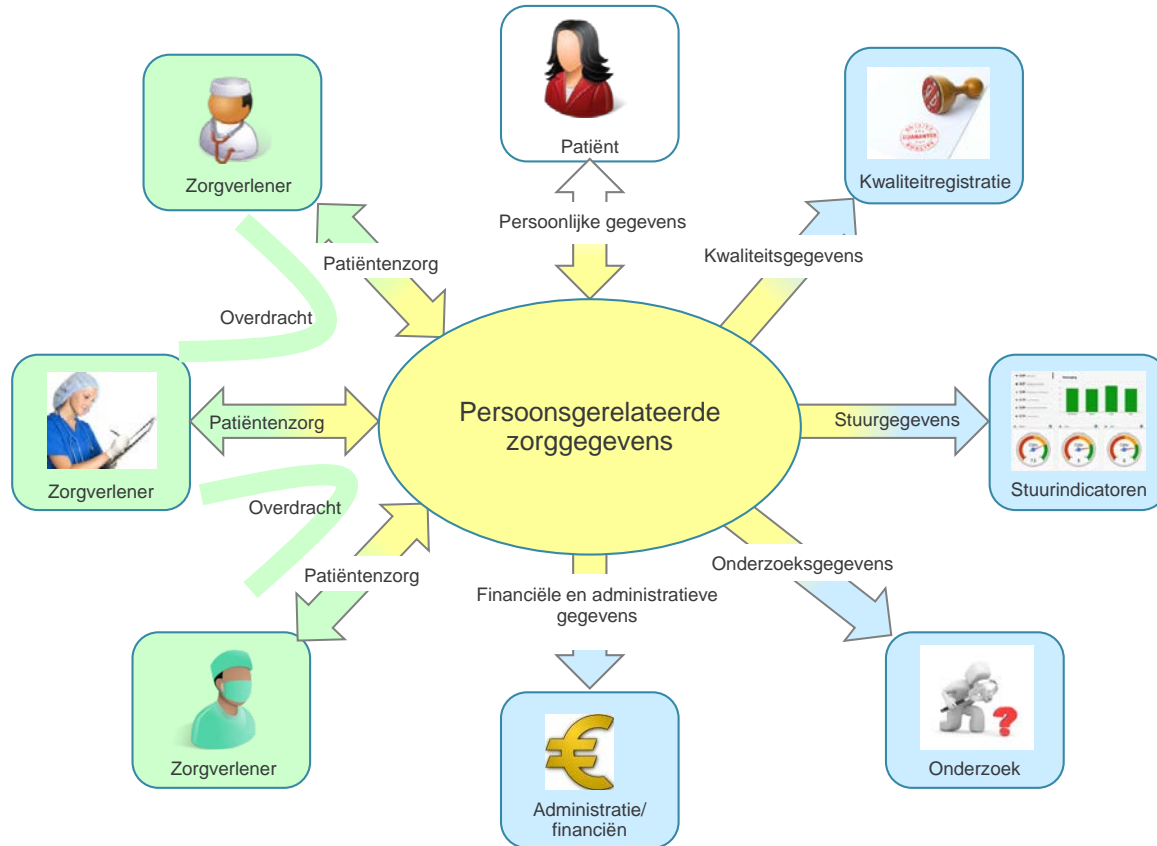 Patiënt
Zorgverlener
Kwaliteitregistratie
GUARANTEE
Persoonlijke gegevens
Patiëntenzorg
Kwaliteitsgegevens
Overdracht
Persoonsgerelateerde
zorggegevens
Patiëntenzorg
Stuurgegevens
Zorgverlener
Stuurindicatoren
Overdracht
Patiëntenzorg
Onderzoeksgegevens
Financiële en administratieve
gegevens
Zorgverlener
Onderzoek
Administratie/
financiën